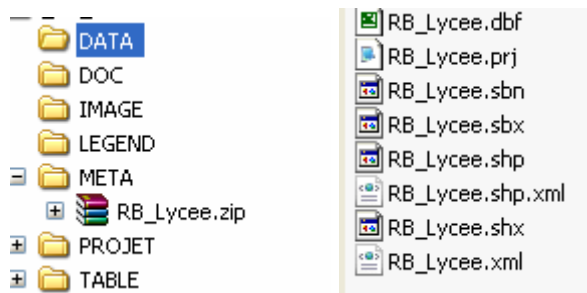 DATA
DOC
IMAGE
LEGEND
META
RB_Lycee.zip
PROJET
TABLE
RB_Lycee.dbf
RB_Lycee.prj
RB_Lycee.sbn
RB_Lycee.sbx
RB_Lycee.shp
RB_Lycee.shp.xml
RB_Lycee.shx
RB_Lycee.xml